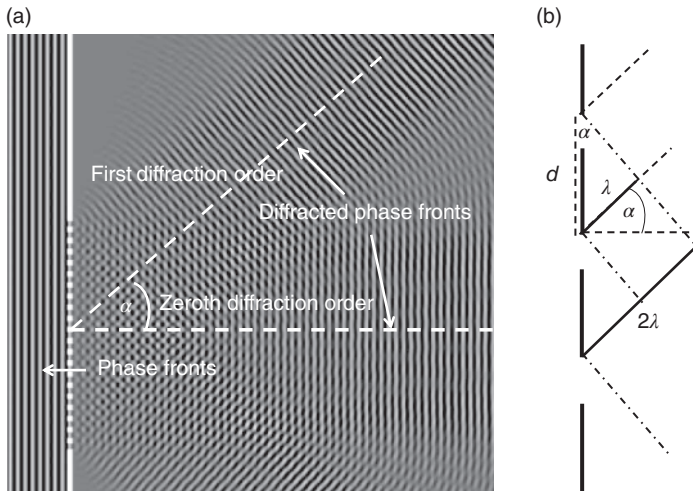 (a)
First diffraction order
Diffracted phase fronts
α
Zeroth diffraction order
Phase fronts
(b)
α
d
λ
α
2λ